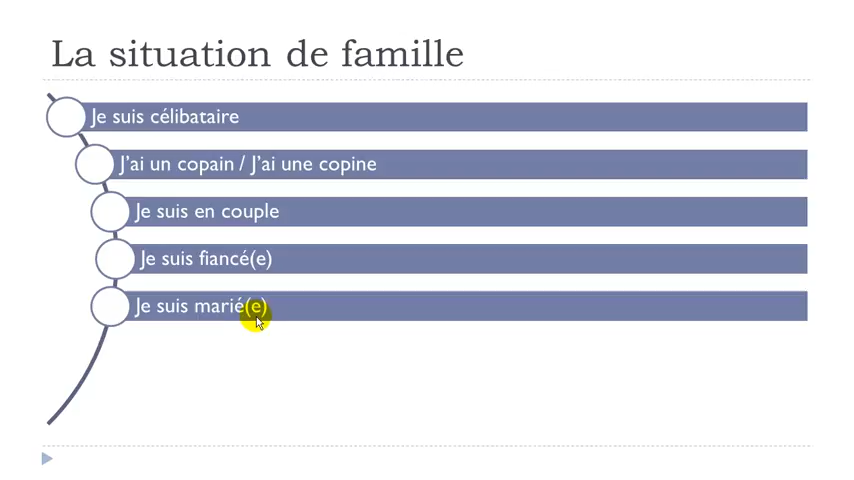 La situation de famille
Je suis célibataire
J’ai un copain / J’ai une copine
Je suis en couple
Je suis fiancé(e)
Je suis marié(e)